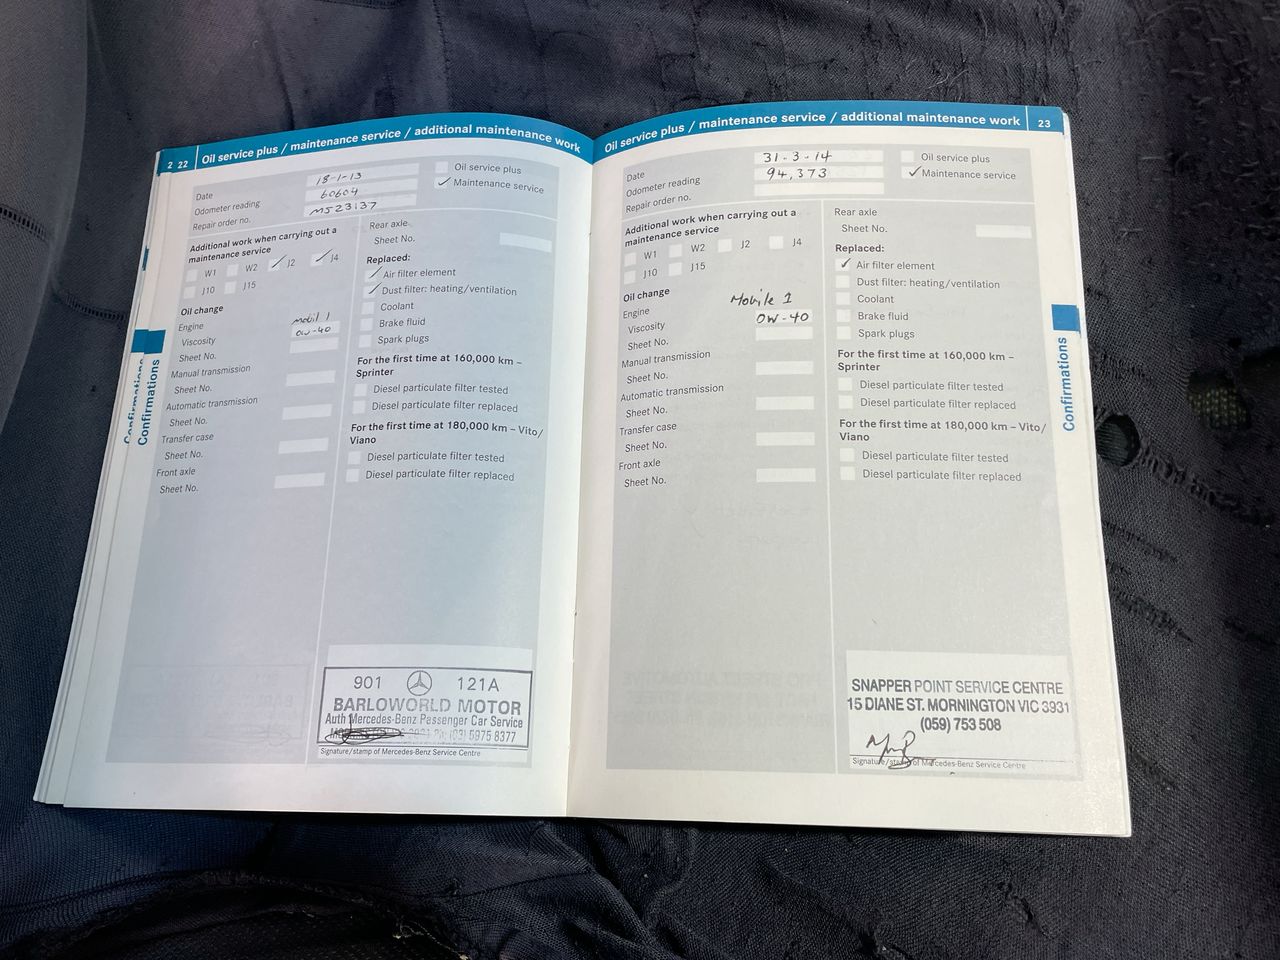 2 22 Oil service plus / maintenance service / additional maintenance work
Date 18-1-13
Odometer reading 60604
Repair order no. MS23137
Oil service plus
Maintenance service
Additional work when carrying out a
maintenance service
W1 W2 J2 J4
J10 J15
Oil change
Engine mobil 1
Viscosity 0w-40
Sheet No.
Manual transmission
Sheet No.
Automatic transmission
Sheet No.
Transfer case
Sheet No.
Front axle
Sheet No.
Rear axle
Sheet No.
Replaced:
Air filter element
Dust filter: heating/ventilation
Coolant
Brake fluid
Spark plugs
For the first time at 160,000 km –
Sprinter
Diesel particulate filter tested
Diesel particulate filter replaced
For the first time at 180,000 km – Vito/
Viano
Diesel particulate filter tested
Diesel particulate filter replaced
901 121A
BARLOWORLD MOTOR
Auth Mercedes-Benz Passenger Car Service
(03) 5975 8377
Signature/stamp of Mercedes-Benz Service Centre
Confirmations
Confirmations
Oil service plus / maintenance service / additional maintenance work 23
Date 31-3-14
Odometer reading 94,373
Repair order no.
Oil service plus
Maintenance service
Additional work when carrying out a
maintenance service
W1 W2 J2 J4
J10 J15
Oil change
Engine Mobile 1
Viscosity 0W-40
Sheet No.
Manual transmission
Sheet No.
Automatic transmission
Sheet No.
Transfer case
Sheet No.
Front axle
Sheet No.
Rear axle
Sheet No.
Replaced:
Air filter element
Dust filter: heating/ventilation
Coolant
Brake fluid
Spark plugs
For the first time at 160,000 km –
Sprinter
Diesel particulate filter tested
Diesel particulate filter replaced
For the first time at 180,000 km – Vito/
Viano
Diesel particulate filter tested
Diesel particulate filter replaced
SNAPPER POINT SERVICE CENTRE
15 DIANE ST. MORNINGTON VIC 3931
(059) 753 508
Signature/stamp of Mercedes-Benz Service Centre
Confirmations